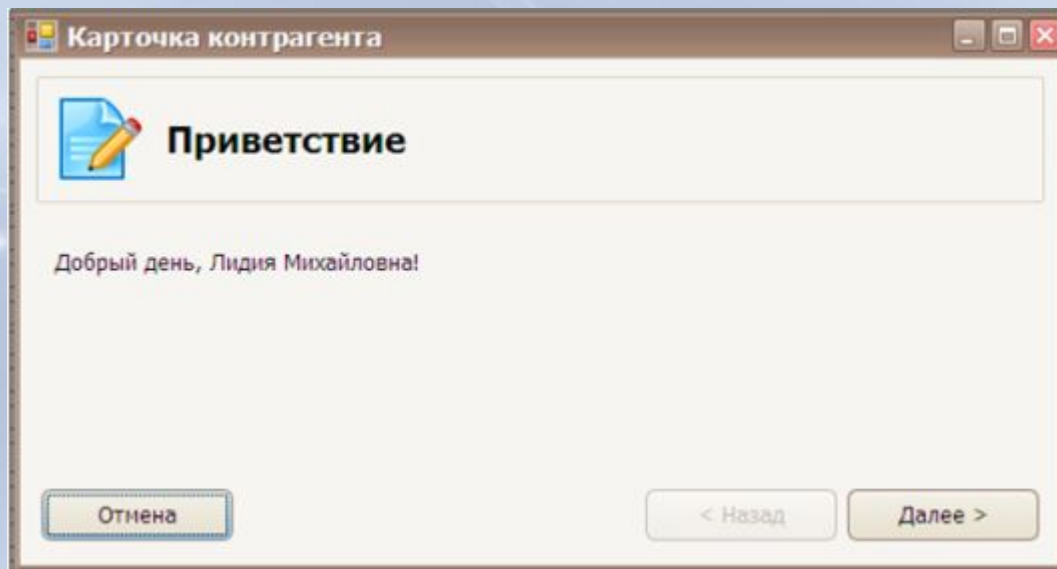 Карточка контрагента
Приветствие
Добрый день, Лидия Михайловна!
Отмена
< Назад
Далее >